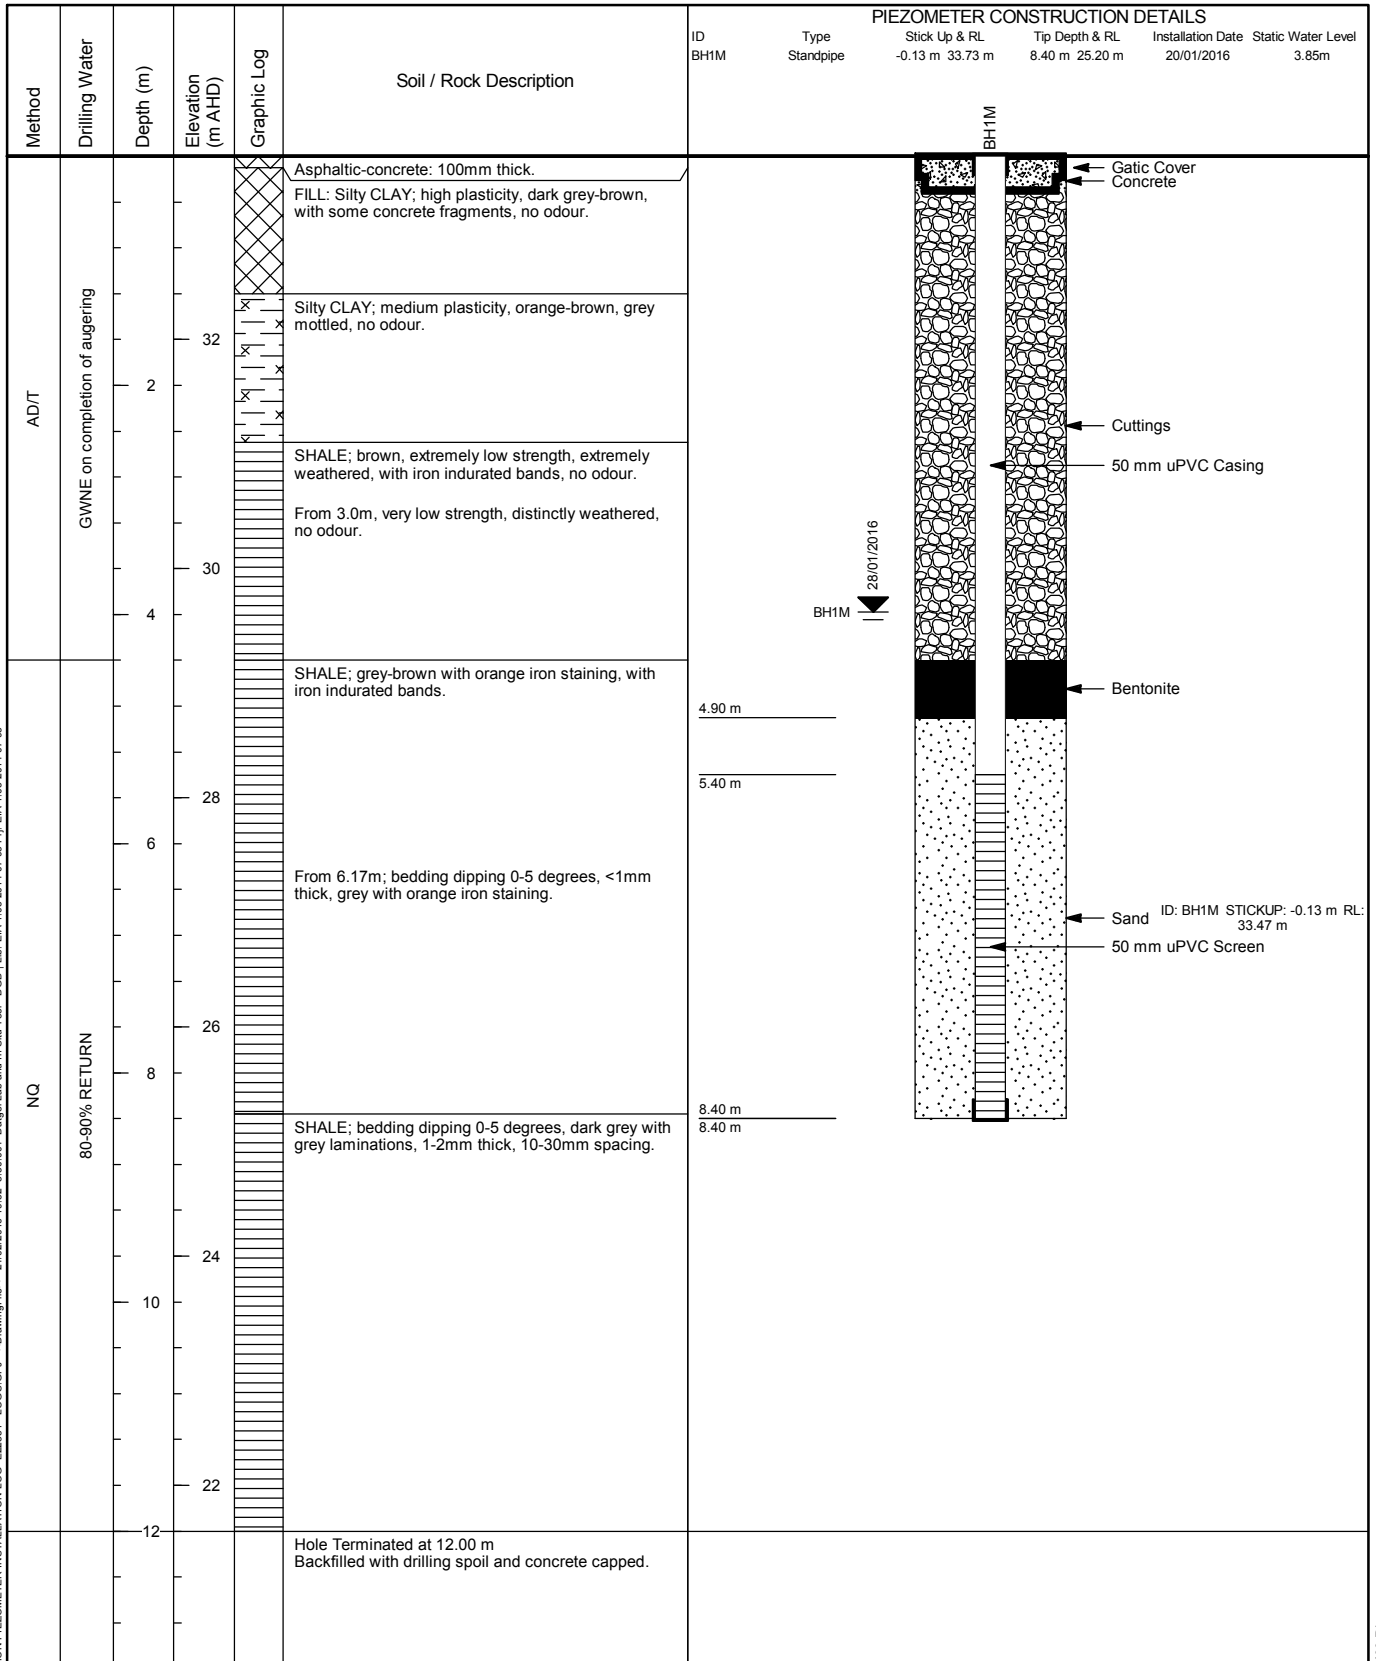 PIEZOMETER CONSTRUCTION DETAILS
Method
Drilling Water
Depth (m)
Elevation
(m AHD)
Graphic Log
Soil / Rock Description
ID Type Stick Up & RL Tip Depth & RL Installation Date Static Water Level
BH1M Standpipe -0.13 m 33.73 m 8.40 m 25.20 m 20/01/2016 3.85m
BH1M
Asphaltic-concrete: 100mm thick.
FILL: Silty CLAY; high plasticity, dark grey-brown,
with some concrete fragments, no odour.
Gatic Cover
Concrete
AD/T
GWNE on completion of augering
Silty CLAY; medium plasticity, orange-brown, grey
mottled, no odour.
32
2
Cuttings
SHALE; brown, extremely low strength, extremely
weathered, with iron indurated bands, no odour.
50 mm uPVC Casing
From 3.0m, very low strength, distinctly weathered,
no odour.
30
28/01/2016
BH1M
4
SHALE; grey-brown with orange iron staining, with
iron indurated bands.
Bentonite
4.90 m
5.40 m
28
6
From 6.17m; bedding dipping 0-5 degrees, <1mm
thick, grey with orange iron staining.
Sand
ID: BH1M STICKUP: -0.13 m RL:
33.47 m
50 mm uPVC Screen
26
8
NQ
80-90% RETURN
8.40 m
8.40 m
SHALE; bedding dipping 0-5 degrees, dark grey with
grey laminations, 1-2mm thick, 10-30mm spacing.
24
10
22
12
Hole Terminated at 12.00 m
Backfilled with drilling spoil and concrete capped.